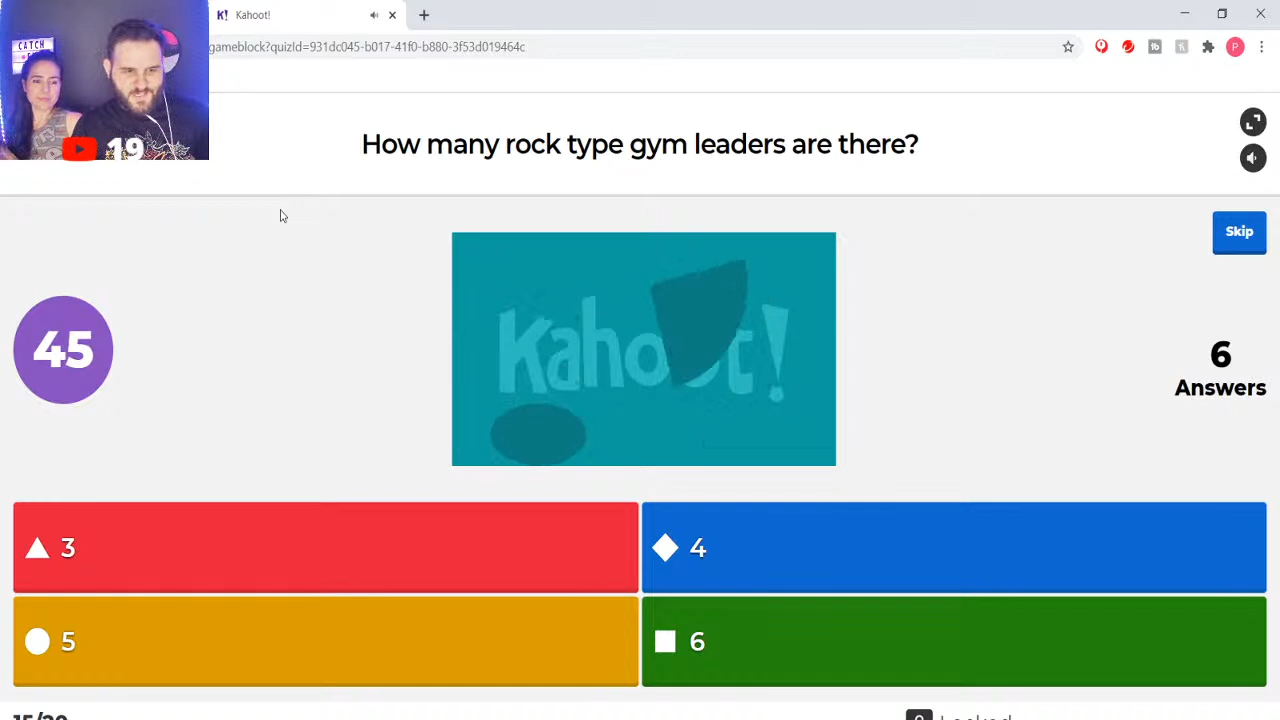 K! Kahoot!
gameblock?quizId=931dc045-b017-41f0-b880-3f53d019464c
CATCH
19
How many rock type gym leaders are there?
Skip
Kahoot!
45
6
Answers
3
4
5
6